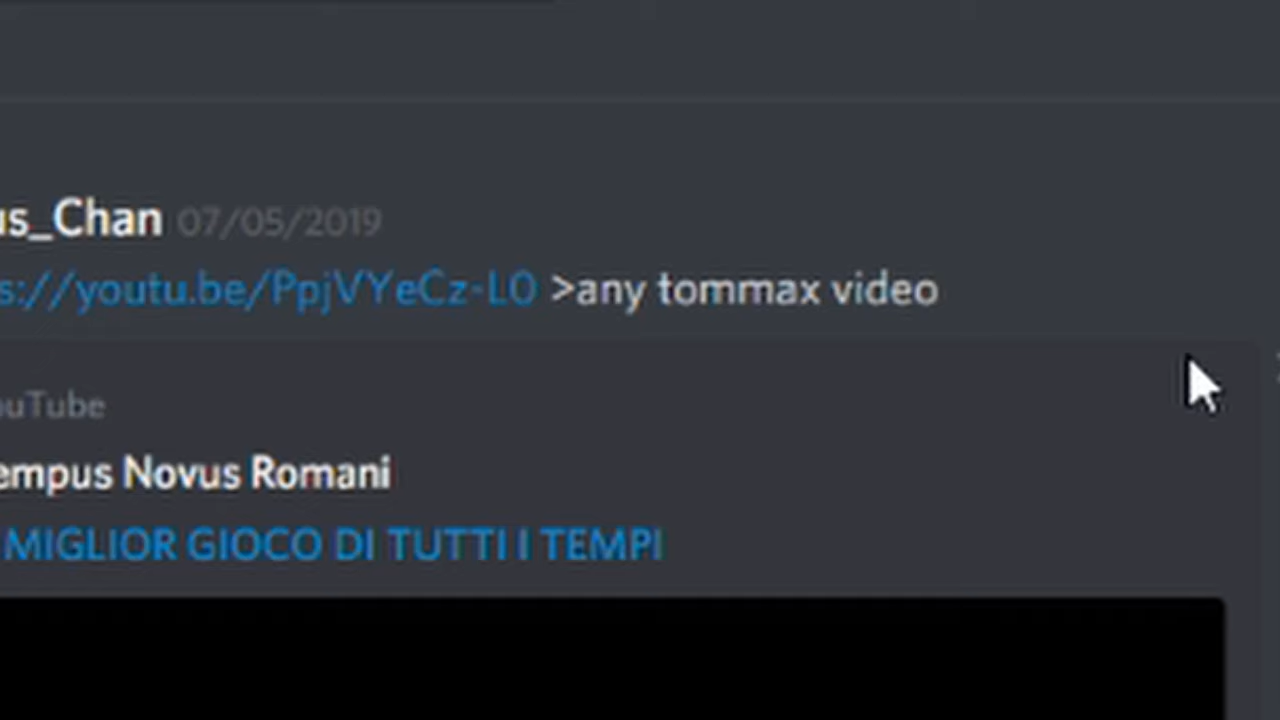 us_Chan 07/05/2019
s://youtu.be/PpjVYeCz-L0 >any tommax video
ouTube
empus Novus Romani
MIGLIOR GIOCO DI TUTTI I TEMPI